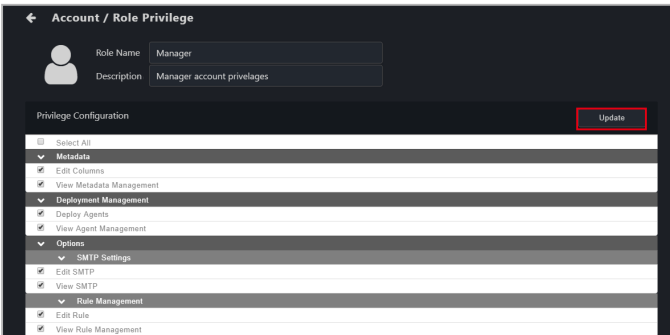 Account / Role Privilege
Role Name Manager
Description Manager account privelages
Privilege Configuration Update
Select All
Metadata
Edit Columns
View Metadata Management
Deployment Management
Deploy Agents
View Agent Management
Options
SMTP Settings
Edit SMTP
View SMTP
Rule Management
Edit Rule
View Rule Management